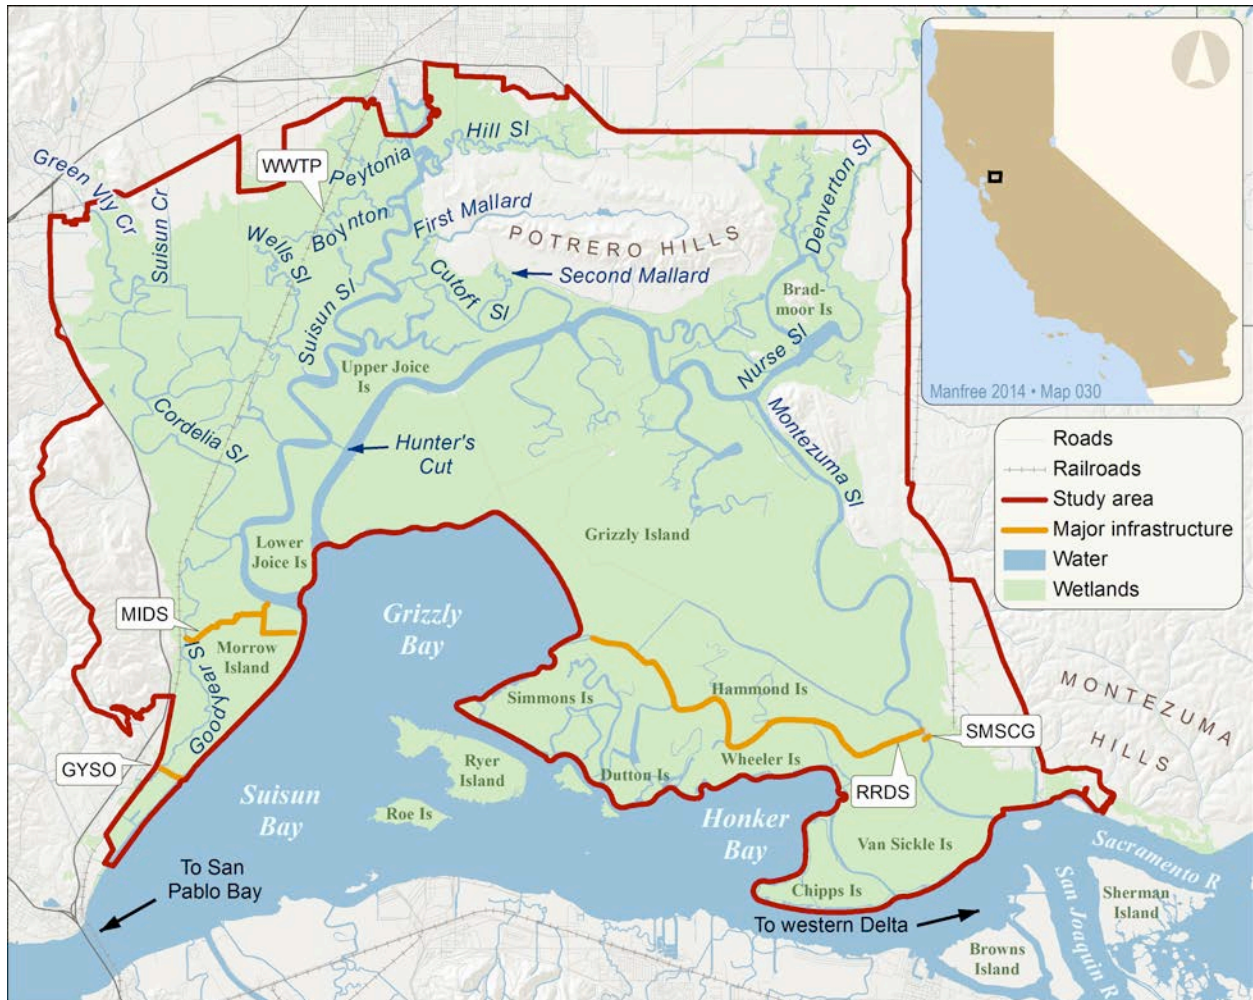 Hill Sl
Green Vly Cr
WWTP
Peytonia
Denverton Sl
Suisun Cr
Boynton
First Mallard
Wells Sl
POTRERO HILLS
Cutoff Sl
Second Mallard
Suisun Sl
Brad-
moor Is
Upper Joice
Is
Nurse Sl
Manfree 2014 • Map 030
Cordelia Sl
Montezuma Sl
Hunter's
Cut
Roads
Railroads
Study area
Major infrastructure
Water
Wetlands
Lower
Joice Is
Grizzly Island
MIDS
Grizzly
Bay
Morrow
Island
Goodyear Sl
Simmons Is
Hammond Is
MONTEZUMA
HILLS
SMSCG
GYSO
Ryer
Island
Dutton Is
Wheeler Is
RRDS
Suisun
Bay
Roe Is
Honker
Bay
Van Sickle Is
Sacramento R
To San
Pablo Bay
Chipps Is
San Joaquin R
Sherman
Island
To western Delta
Browns
Island